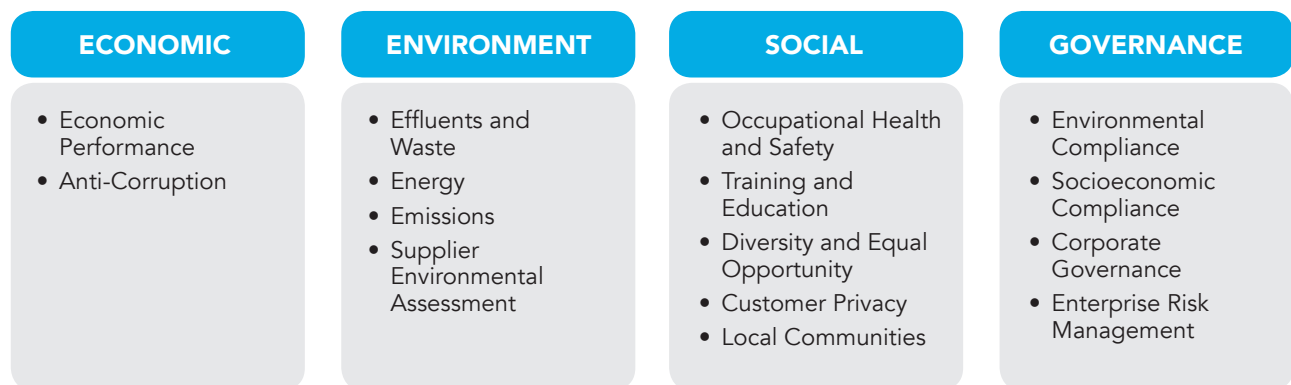 ECONOMIC
• Economic
Performance
• Anti-Corruption
ENVIRONMENT
• Effluents and
Waste
• Energy
• Emissions
• Supplier
Environmental
Assessment
SOCIAL
• Occupational Health
and Safety
• Training and
Education
• Diversity and Equal
Opportunity
• Customer Privacy
• Local Communities
GOVERNANCE
• Environmental
Compliance
• Socioeconomic
Compliance
• Corporate
Governance
• Enterprise Risk
Management